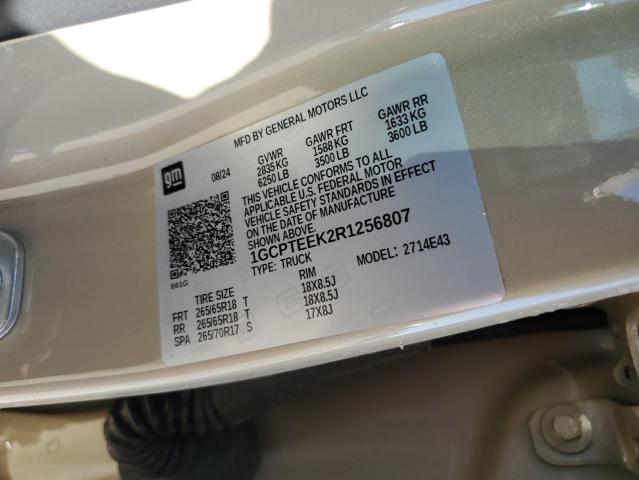 MFD BY GENERAL MOTORS LLC
gm 08/24 GVWR GAWR FRT GAWR RR
2835 KG 1588 KG 1633 KG
6250 LB 3500 LB 3600 LB
THIS VEHICLE CONFORMS TO ALL
APPLICABLE U.S. FEDERAL MOTOR
VEHICLE SAFETY STANDARDS IN EFFECT
ON THE DATE OF MANUFACTURE
SHOWN ABOVE.
1GCPTEEK2R1256807
661G TYPE: TRUCK MODEL: 2714E43
TIRE SIZE RIM
FRT 265/65R18 T 18X8.5J
RR 265/65R18 T 18X8.5J
SPA 265/70R17 S 17X8J